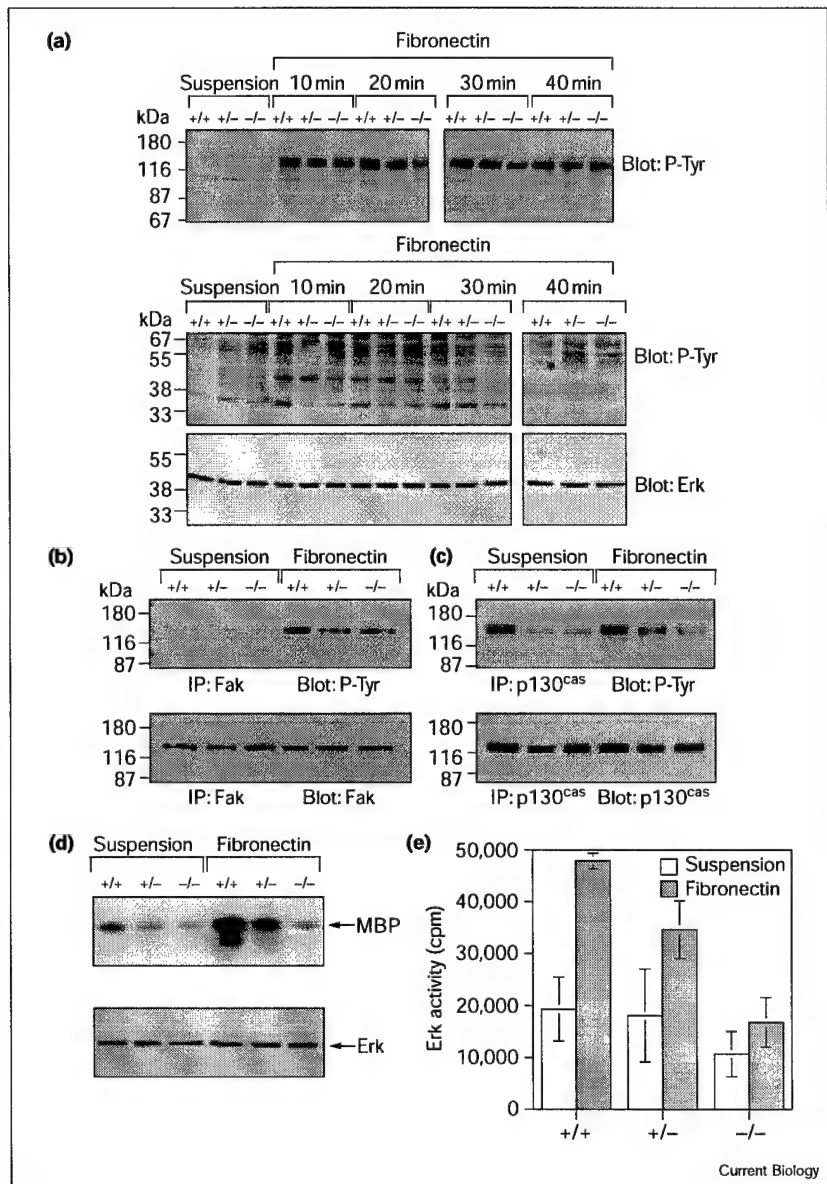 (a)
Fibronectin
Suspension 10 min 20 min 30 min 40 min
kDa +/+ +/– –/– +/+ +/– –/– +/+ +/– –/– +/+ +/– –/– +/+ +/– –/–
180
116
87
67
Blot: P-Tyr
Fibronectin
Suspension 10 min 20 min 30 min 40 min
kDa +/+ +/– –/– +/+ +/– –/– +/+ +/– –/– +/+ +/– –/– +/+ +/– –/–
67
55
38
33
Blot: P-Tyr
55
38
33
Blot: Erk
(b)
Suspension Fibronectin
kDa +/+ +/– –/– +/+ +/– –/–
180
116
87
IP: Fak Blot: P-Tyr
180
116
87
IP: Fak Blot: Fak
(c)
Suspension Fibronectin
kDa +/+ +/– –/– +/+ +/– –/–
180
116
87
IP: p130cas Blot: P-Tyr
180
116
87
IP: p130cas Blot: p130cas
(d)
Suspension Fibronectin
+/+ +/– –/– +/+ +/– –/–
MBP
Erk
(e)
50,000
40,000
30,000
20,000
10,000
0
Erk activity (cpm)
Suspension
Fibronectin
+/+ +/– –/–
Current Biology